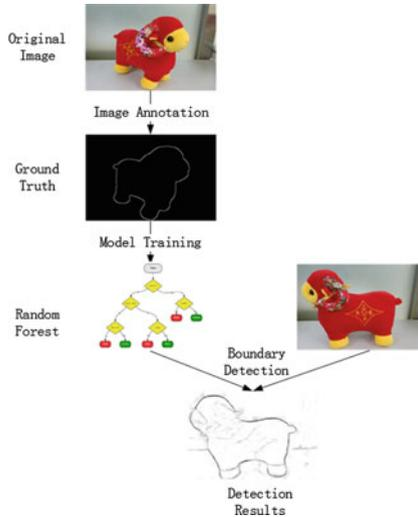 Original
Image
Image Annotation
Ground
Truth
Model Training
Random
Forest
Boundary
Detection
Detection
Results